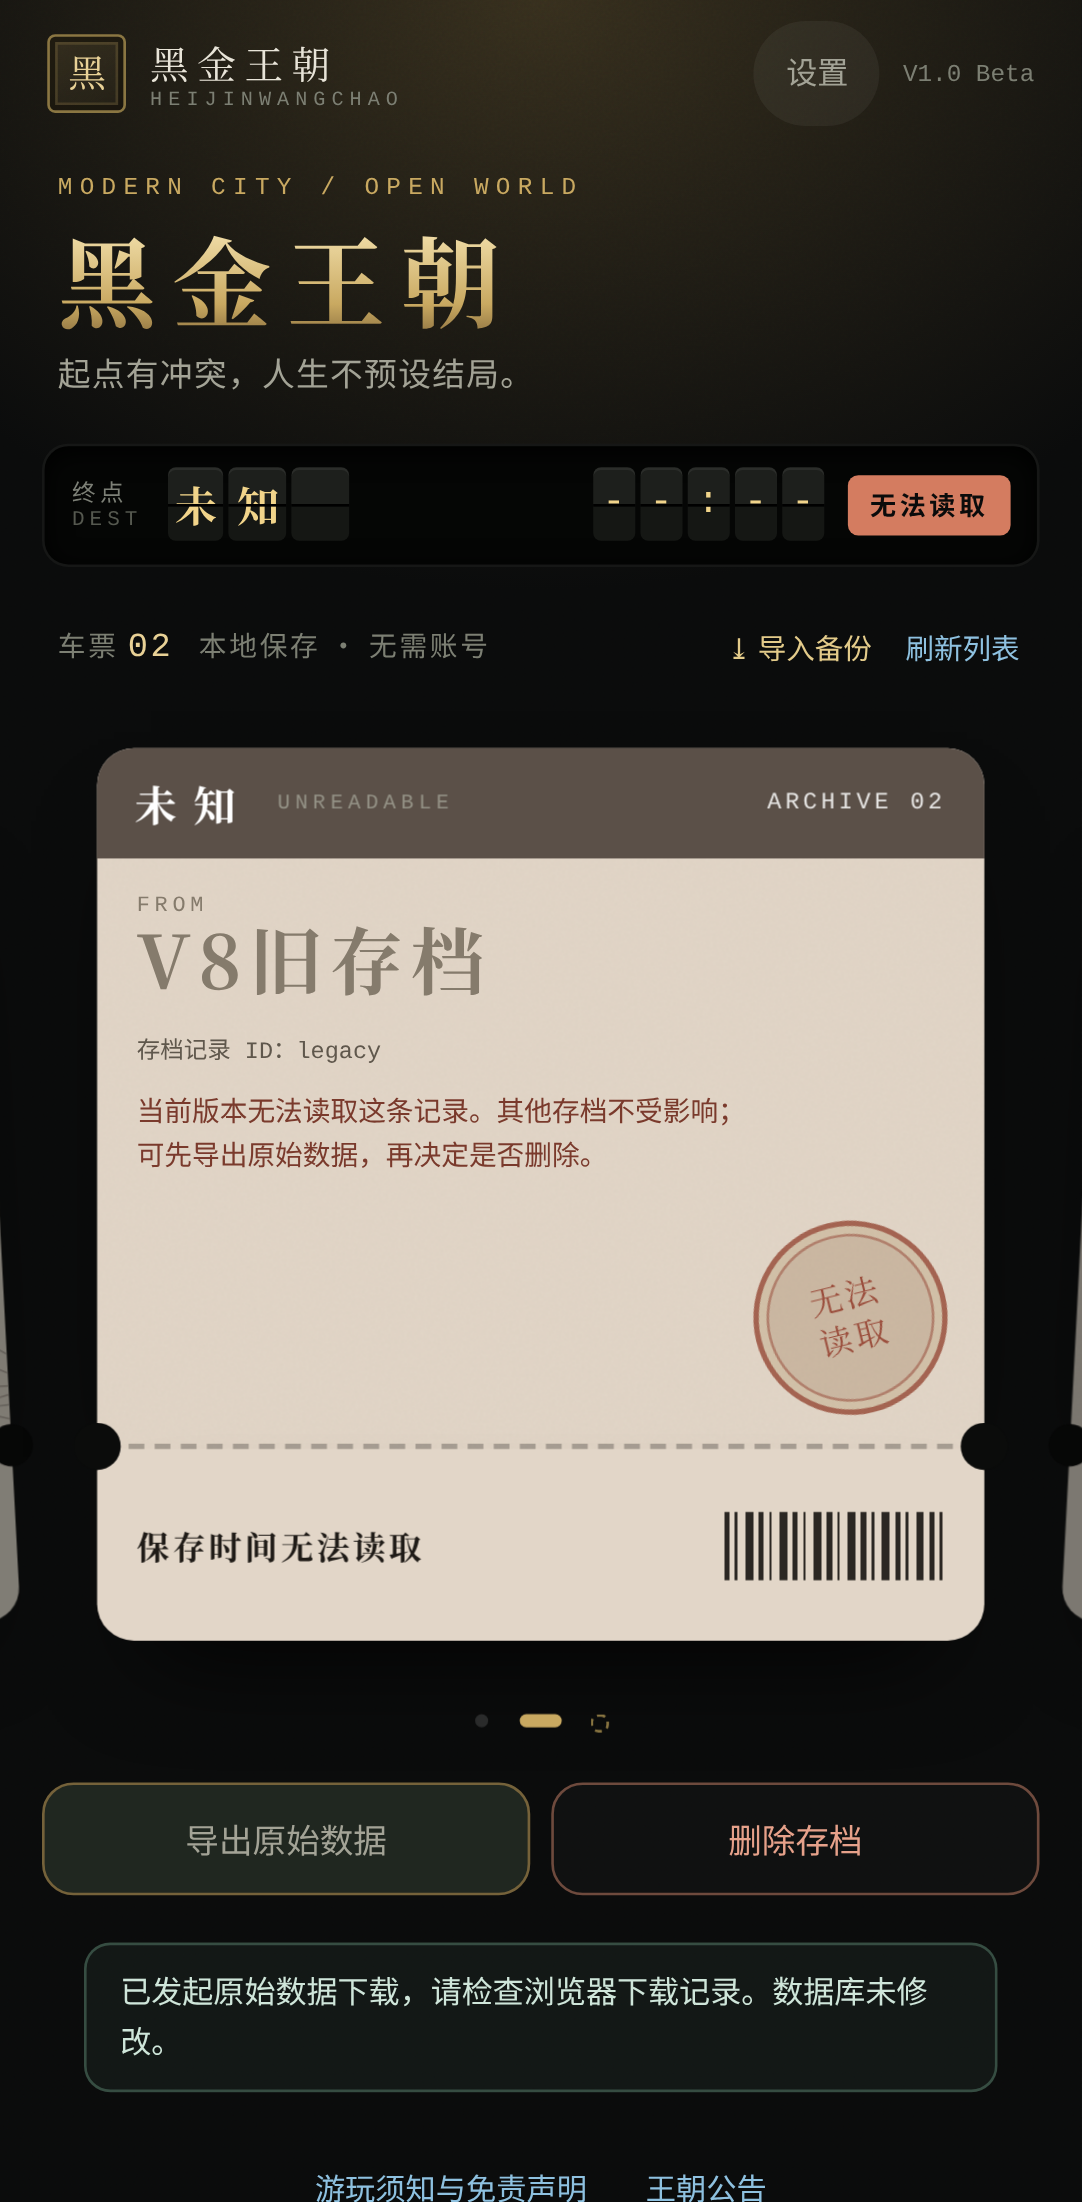 黑
黑金王朝
HEIJINWANGCHAO
设置
V1.0 Beta
MODERN CITY / OPEN WORLD
黑金王朝
起点有冲突，人生不预设结局。
终点
DEST
未知
--:--
无法读取
车票 02 本地保存 · 无需账号
⤓ 导入备份
刷新列表
未知
UNREADABLE
ARCHIVE 02
FROM
V8旧存档
存档记录 ID: legacy
当前版本无法读取这条记录。其他存档不受影响；
可先导出原始数据，再决定是否删除。
无法
读取
保存时间无法读取
导出原始数据
删除存档
已发起原始数据下载，请检查浏览器下载记录。数据库未修
改。
游玩须知与免责声明
王朝公告